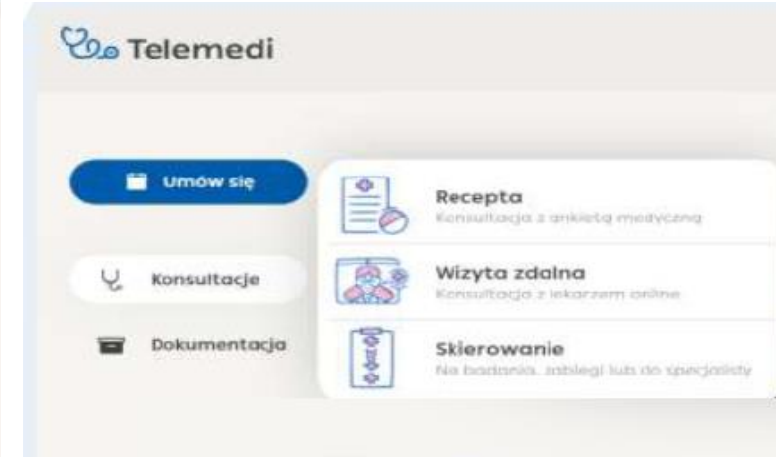 Telemedi
Umów się
Recepta
Konsultacja z ankietą medyczną
Konsultacje
Wizyta zdalna
Konsultacja z lekarzem online
Dokumentacja
Skierowanie
Na badania, zabiegi lub do specjalisty